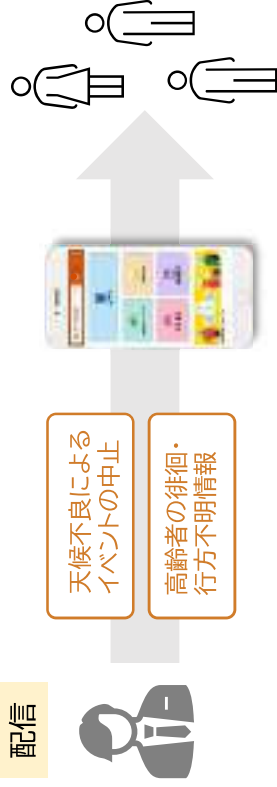 配信
天候不良による
イベントの中止
高齢者の徘徊・
行方不明情報